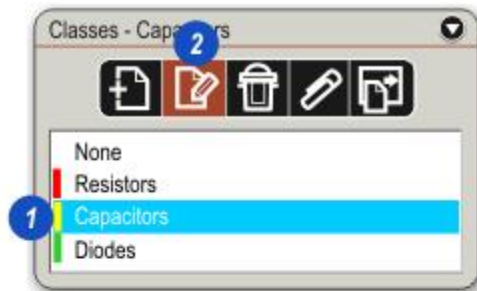 Classes - Capacitors
2
None
Resistors
1
Capacitors
Diodes